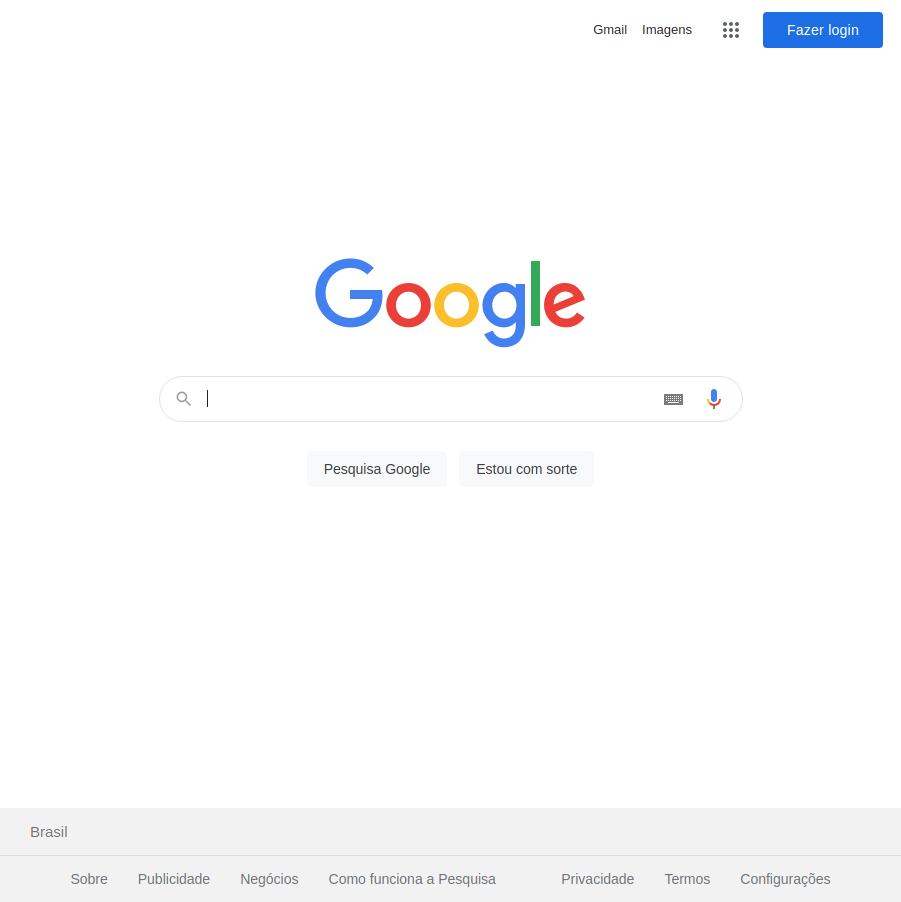 Gmail Imagens Fazer login
Google
Pesquisa Google Estou com sorte
Brasil
Sobre Publicidade Negócios Como funciona a Pesquisa Privacidade Termos Configurações